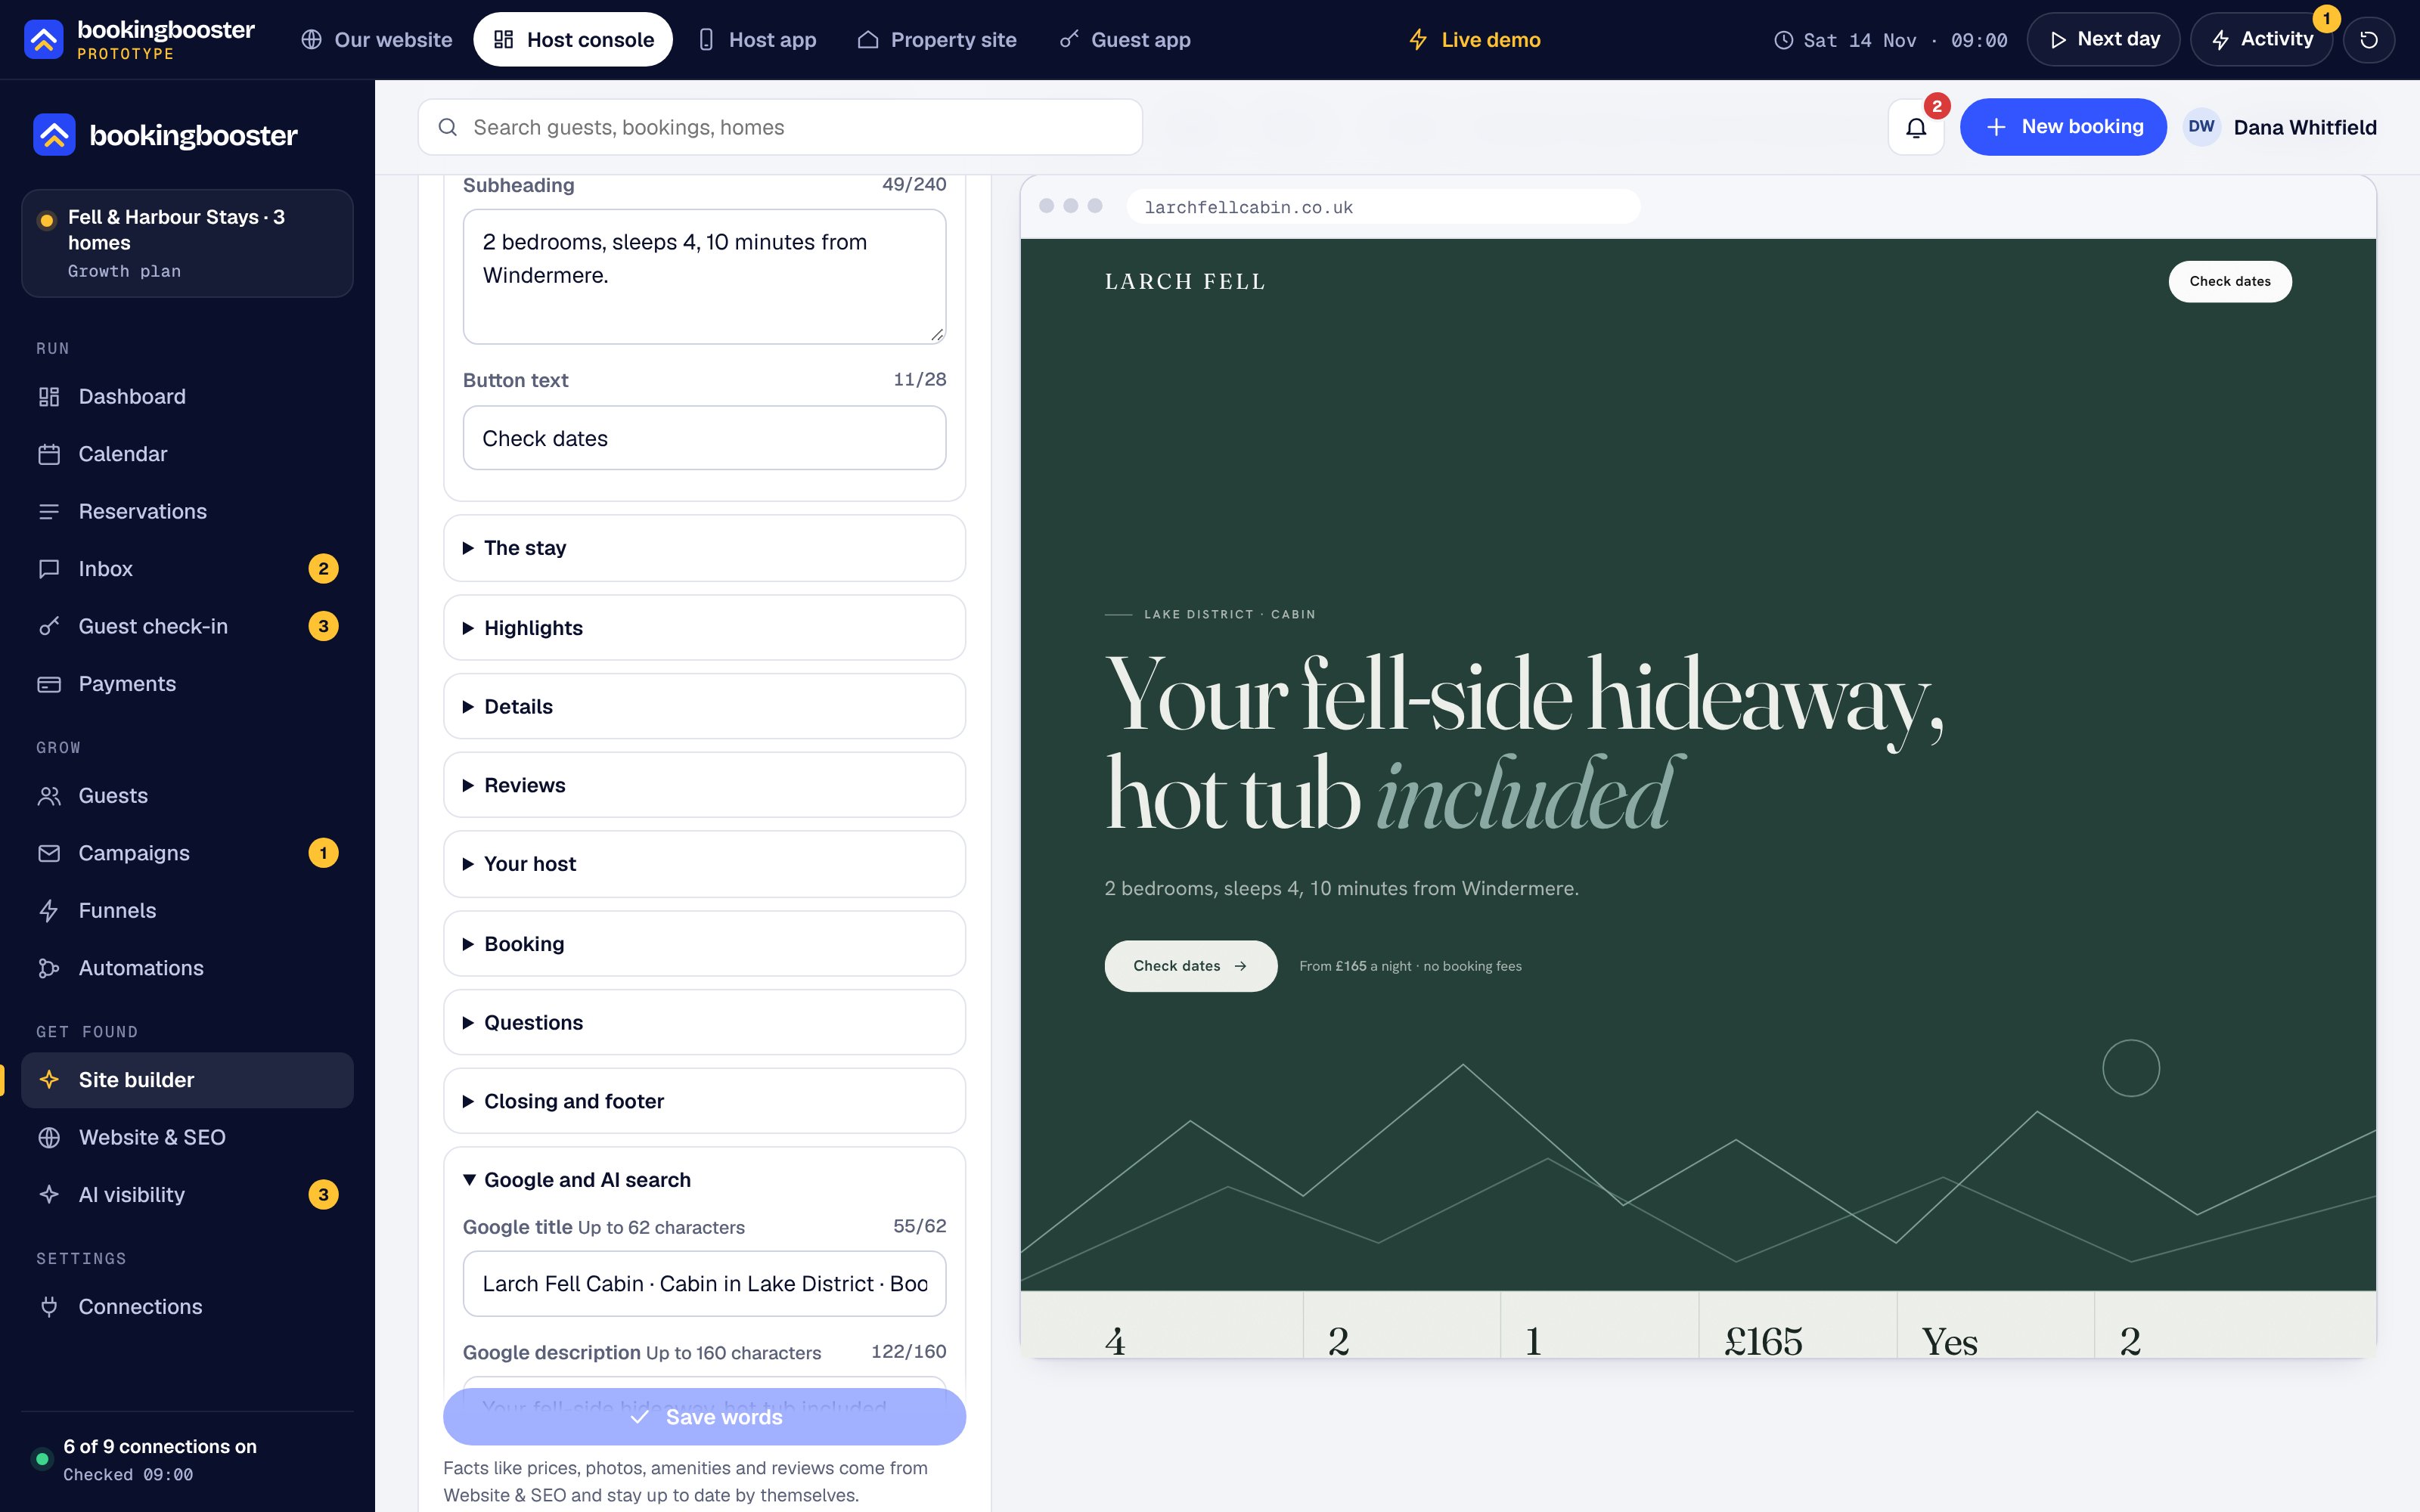 bookingbooster
PROTOTYPE
Our website
Host console
Host app
Property site
Guest app
Live demo
Sat 14 Nov · 09:00
Next day
Activity
1
bookingbooster
Fell & Harbour Stays · 3
homes
Growth plan
RUN
Dashboard
Calendar
Reservations
Inbox
2
Guest check-in
3
Payments
GROW
Guests
Campaigns
1
Funnels
Automations
GET FOUND
Site builder
Website & SEO
AI visibility
3
SETTINGS
Connections
6 of 9 connections on
Checked 09:00
Search guests, bookings, homes
2
New booking
DW
Dana Whitfield
Subheading
49/240
2 bedrooms, sleeps 4, 10 minutes from
Windermere.
Button text
11/28
Check dates
The stay
Highlights
Details
Reviews
Your host
Booking
Questions
Closing and footer
Google and AI search
Google title Up to 62 characters
55/62
Larch Fell Cabin · Cabin in Lake District · Boo
Google description Up to 160 characters
122/160
Your fell-side hideaway, hot tub included
Save words
Facts like prices, photos, amenities and reviews come from
Website & SEO and stay up to date by themselves.
larchfellcabin.co.uk
LARCH FELL
Check dates
LAKE DISTRICT · CABIN
Your fell-side hideaway,
hot tub included
2 bedrooms, sleeps 4, 10 minutes from Windermere.
Check dates →
From £165 a night · no booking fees
4
2
1
£165
Yes
2